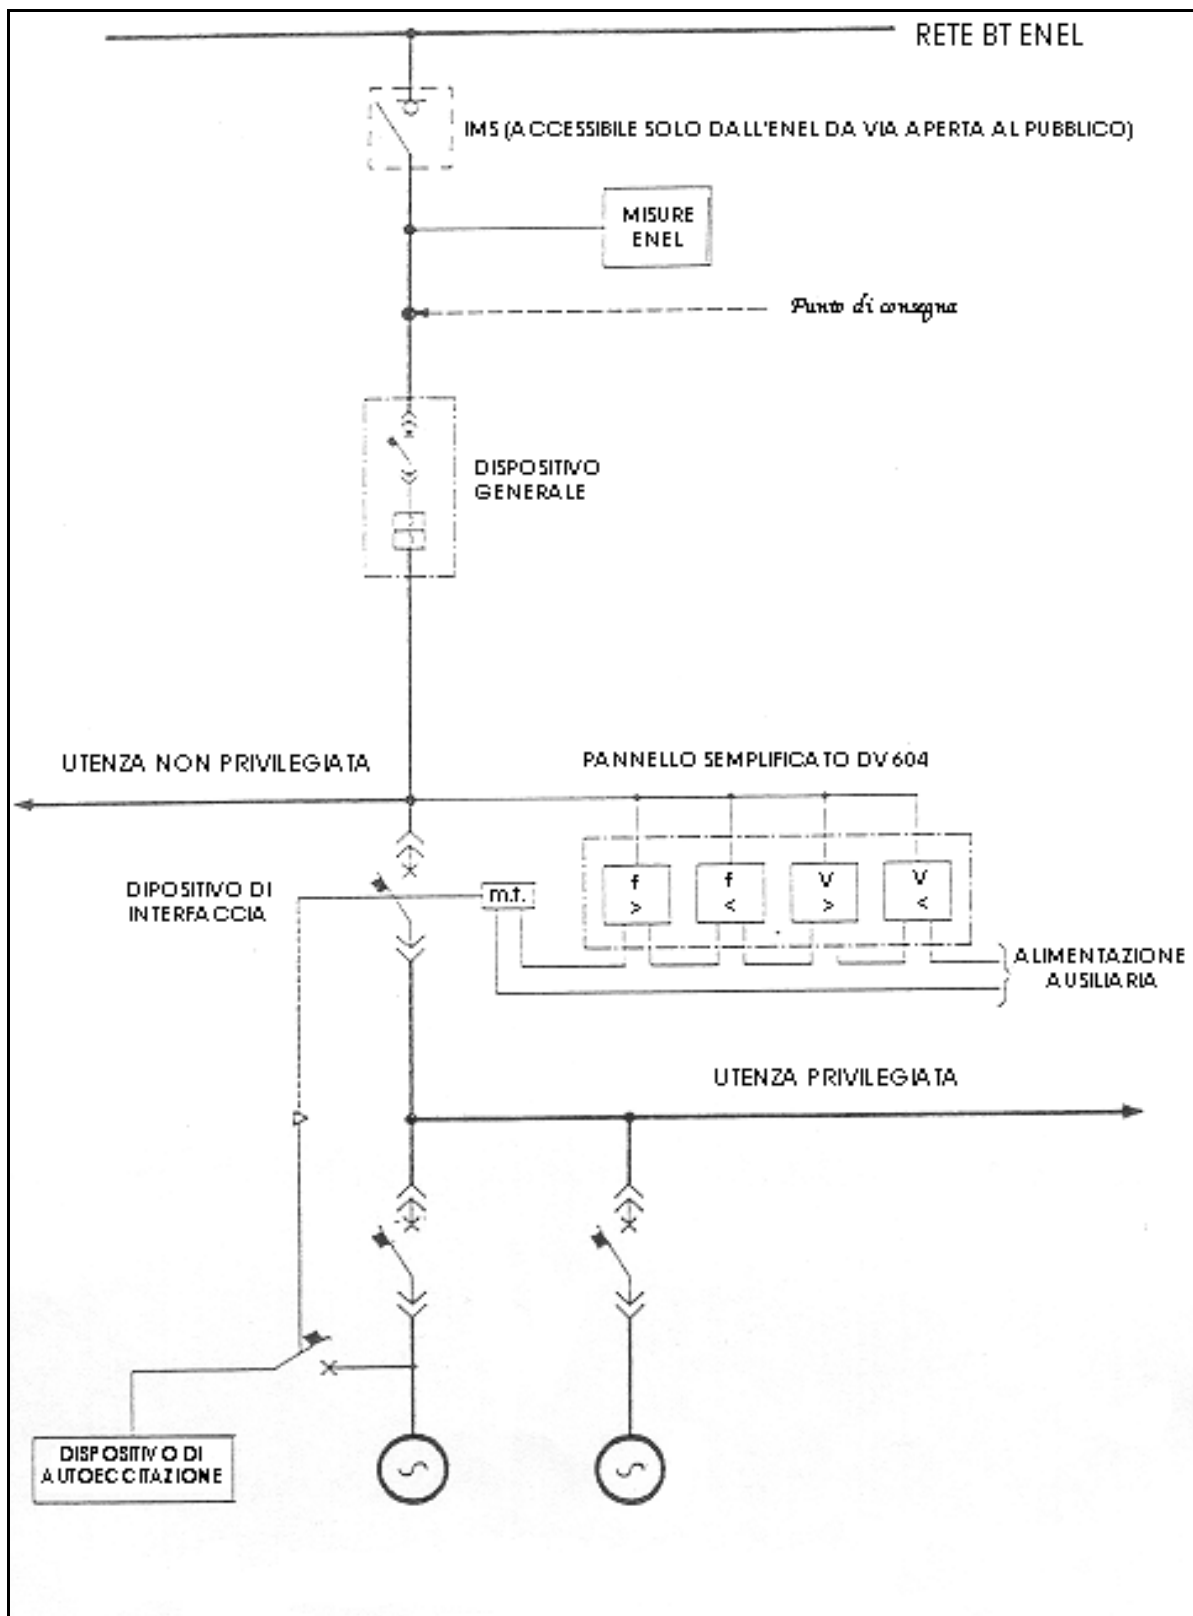 RETE BT ENEL
IMS (ACCESSIBILE SOLO DALL'ENEL DA VIA APERTA AL PUBBLICO)
MISURE
ENEL
Punto di consegna
DISPOSITIVO
GENERALE
UTENZA NON PRIVILEGIATA
PANNELLO SEMPLIFICATO DV604
DIPOSITIVO DI
INTERFACCIA
m.t.
f
>
f
<
V
>
V
<
ALIMENTAZIONE
AUSILIARIA
UTENZA PRIVILEGIATA
DISPOSITIVO DI
AUTOECCITAZIONE